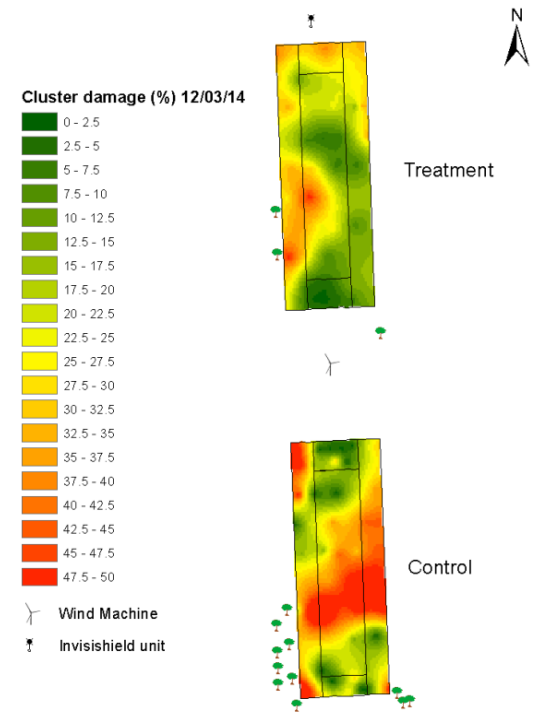 N
Cluster damage (%) 12/03/14
0 - 2.5
2.5 - 5
5 - 7.5
7.5 - 10
10 - 12.5
12.5 - 15
15 - 17.5
17.5 - 20
20 - 22.5
22.5 - 25
25 - 27.5
27.5 - 30
30 - 32.5
32.5 - 35
35 - 37.5
37.5 - 40
40 - 42.5
42.5 - 45
45 - 47.5
47.5 - 50
Wind Machine
Invisishield unit
Treatment
Control